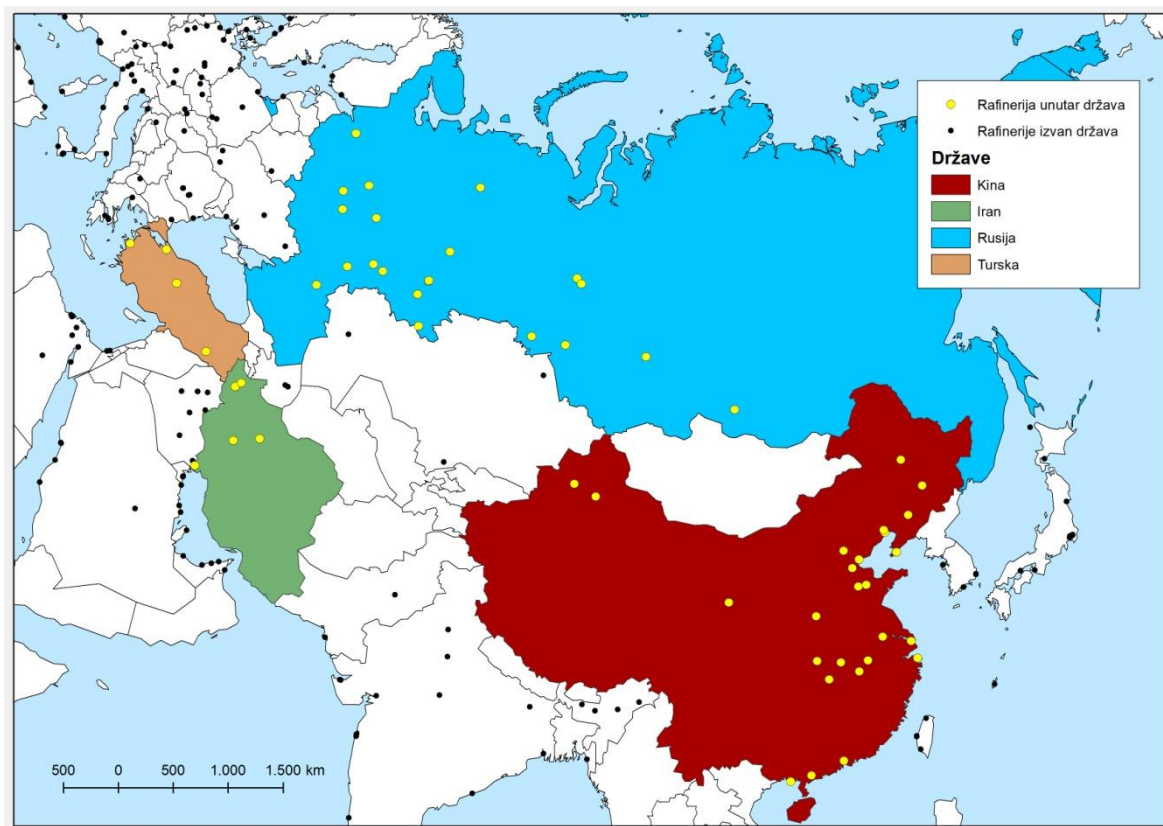 Rafinerija unutar država
Rafinerije izvan država
Države
Kina
Iran
Rusija
Turska
500 0 500 1.000 1.500 km